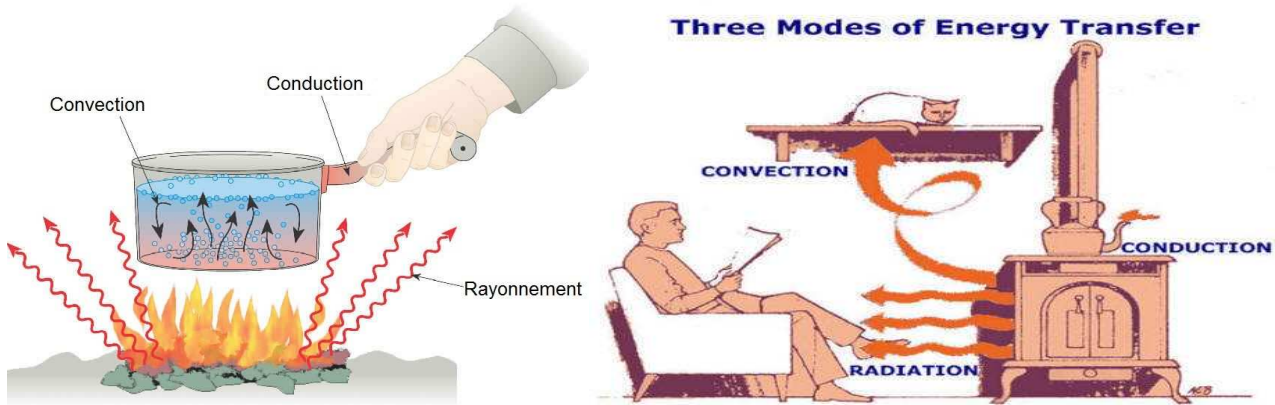 Conduction
Convection
Rayonnement
Three Modes of Energy Transfer
CONVECTION
CONDUCTION
RADIATION